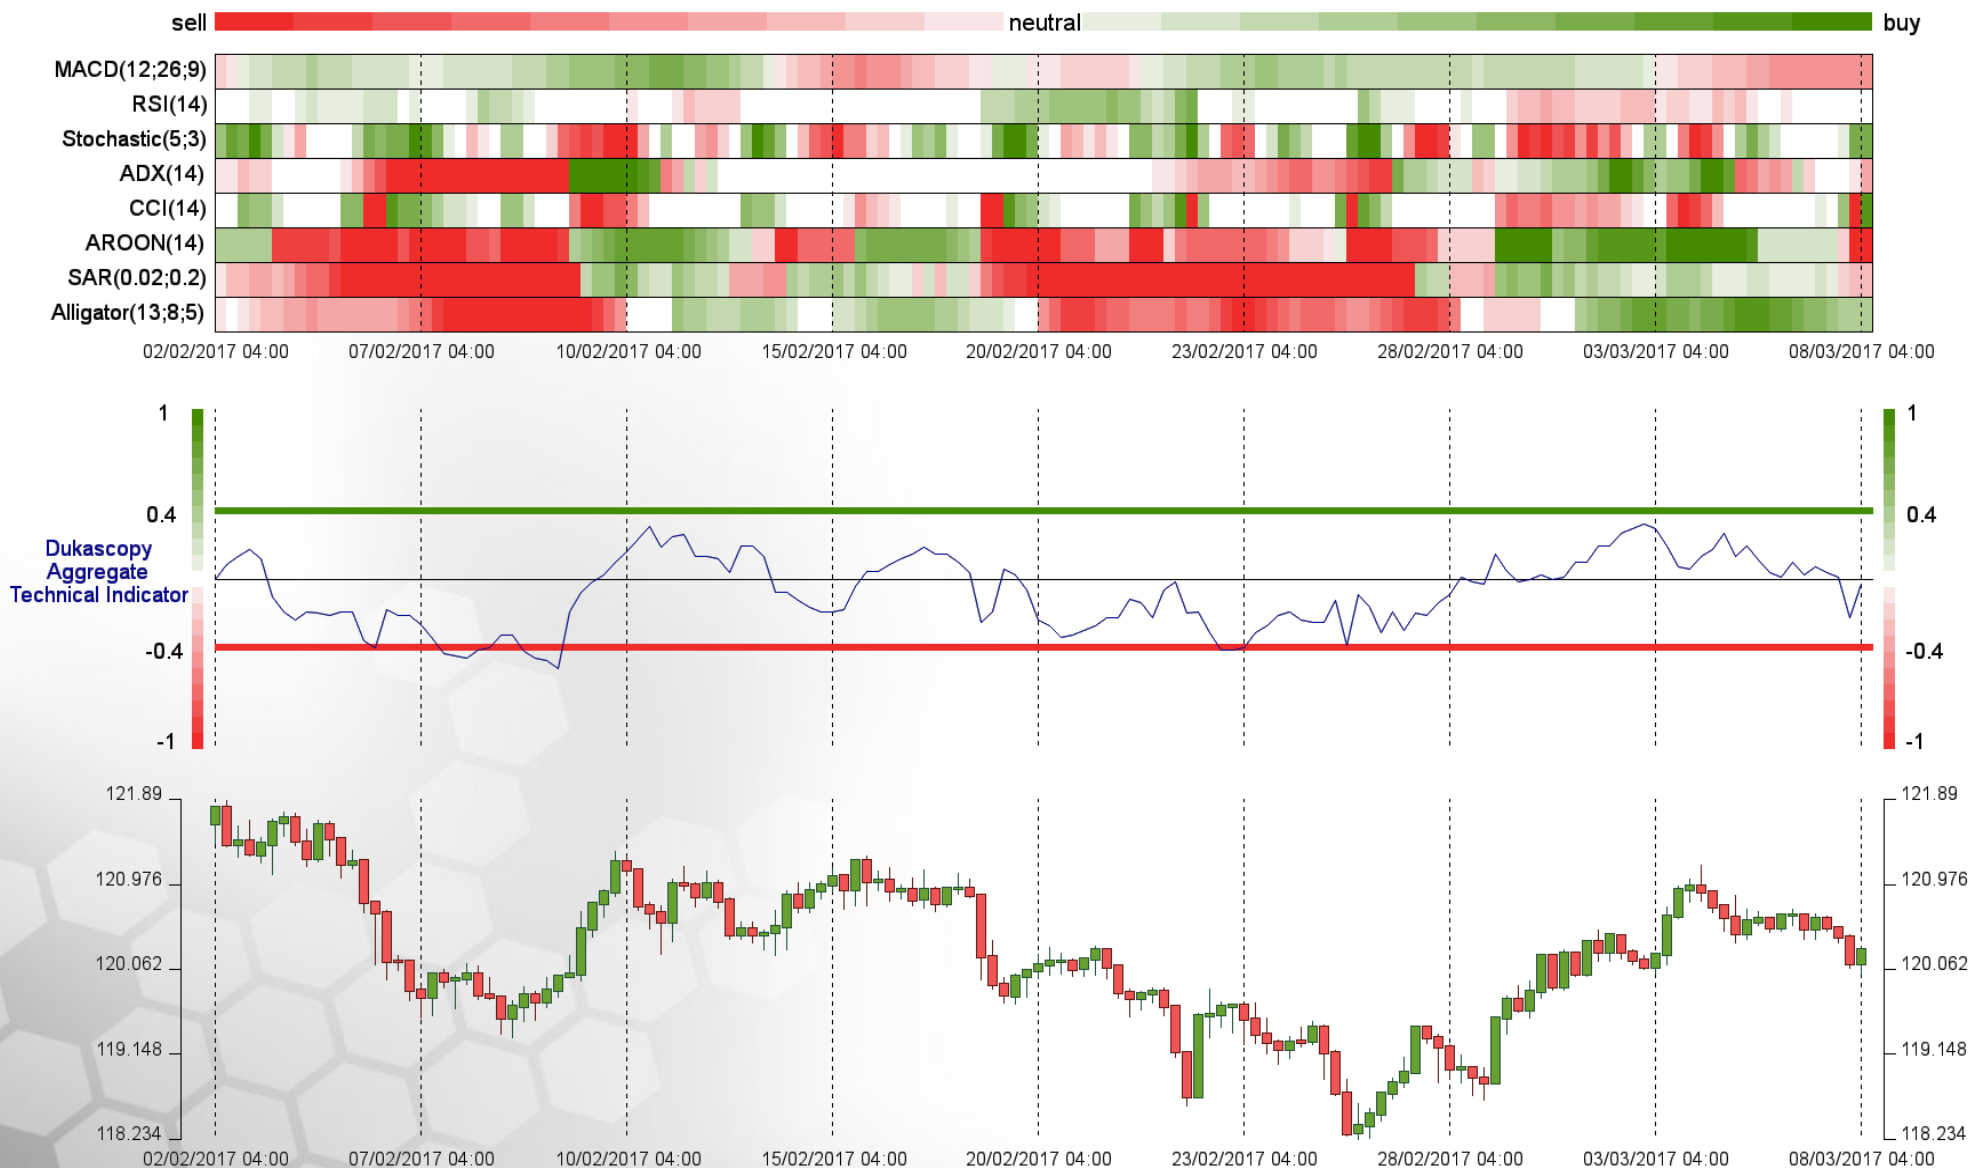 sell neutral buy
MACD(12;26;9)
RSI(14)
Stochastic(5;3)
ADX(14)
CCI(14)
AROON(14)
SAR(0.02;0.2)
Alligator(13;8;5)
02/02/2017 04:00 07/02/2017 04:00 10/02/2017 04:00 15/02/2017 04:00 20/02/2017 04:00 23/02/2017 04:00 28/02/2017 04:00 03/03/2017 04:00 08/03/2017 04:00
1 1
0.4 0.4
Dukascopy
Aggregate
Technical Indicator
-0.4 -0.4
-1 -1
121.89 121.89
120.976 120.976
120.062 120.062
119.148 119.148
118.234 118.234
02/02/2017 04:00 07/02/2017 04:00 10/02/2017 04:00 15/02/2017 04:00 20/02/2017 04:00 23/02/2017 04:00 28/02/2017 04:00 03/03/2017 04:00 08/03/2017 04:00